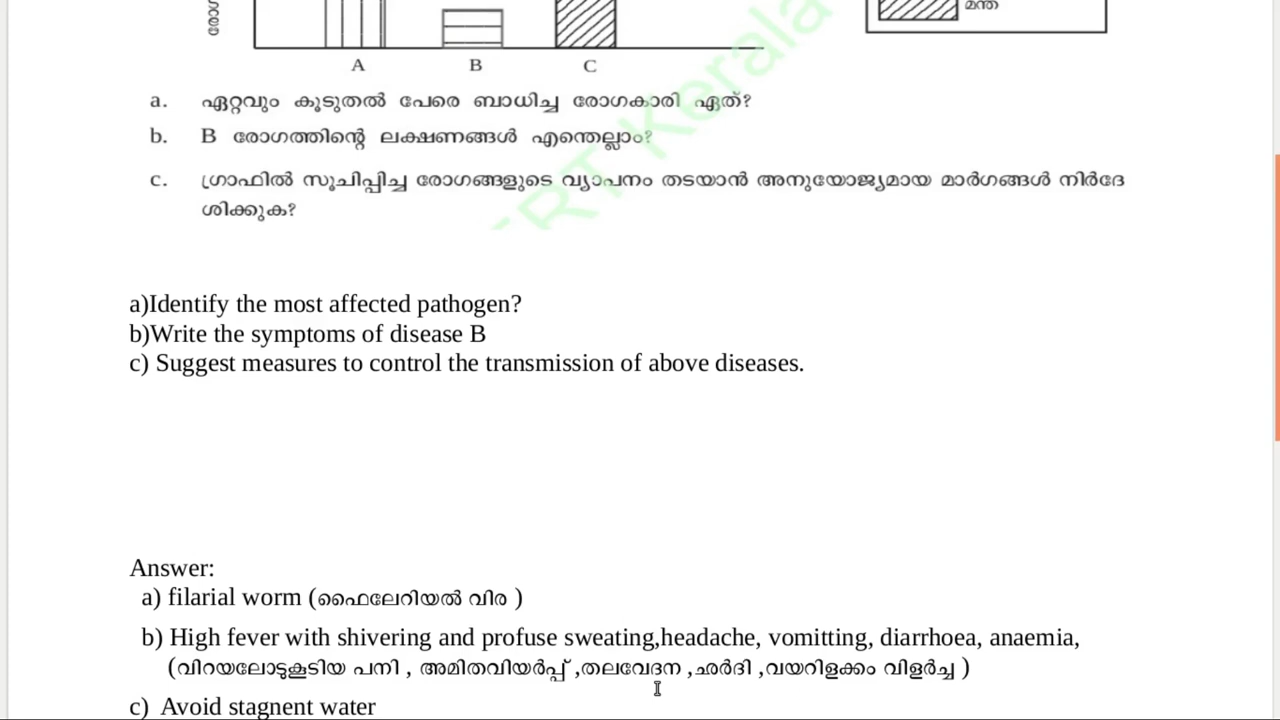 മന്ത്
A B C
a. ഏറ്റവും കൂടുതൽ പേരെ ബാധിച്ച രോഗകാരി ഏത്?
b. B രോഗത്തിന്റെ ലക്ഷണങ്ങൾ എന്തെല്ലാം?
c. ഗ്രാഫിൽ സൂചിപ്പിച്ച രോഗങ്ങളുടെ വ്യാപനം തടയാൻ അനുയോജ്യമായ മാർഗങ്ങൾ നിർദേ
ശിക്കുക?
a)Identify the most affected pathogen?
b)Write the symptoms of disease B
c) Suggest measures to control the transmission of above diseases.
Answer:
a) filarial worm (ഫൈലേറിയൽ വിര )
b) High fever with shivering and profuse sweating,headache, vomitting, diarrhoea, anaemia,
(വിറയലോടുകൂടിയ പനി , അമിതവിയർപ്പ് ,തലവേദന ,ഛർദി ,വയറിളക്കം വിളർച്ച )
c) Avoid stagnent water